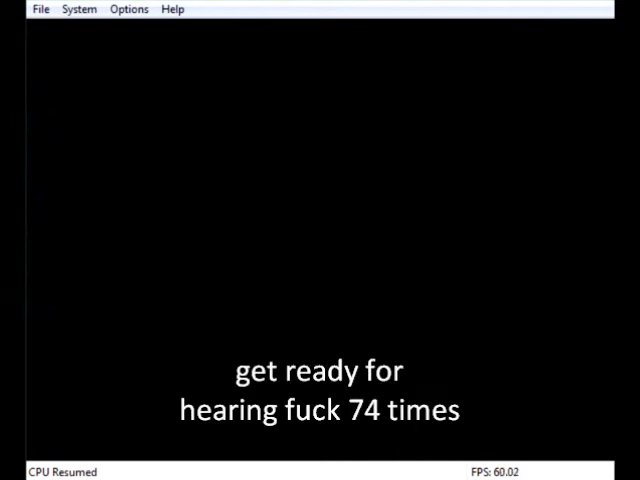 File System Options Help
get ready for
hearing fuck 74 times
CPU Resumed FPS: 60.02